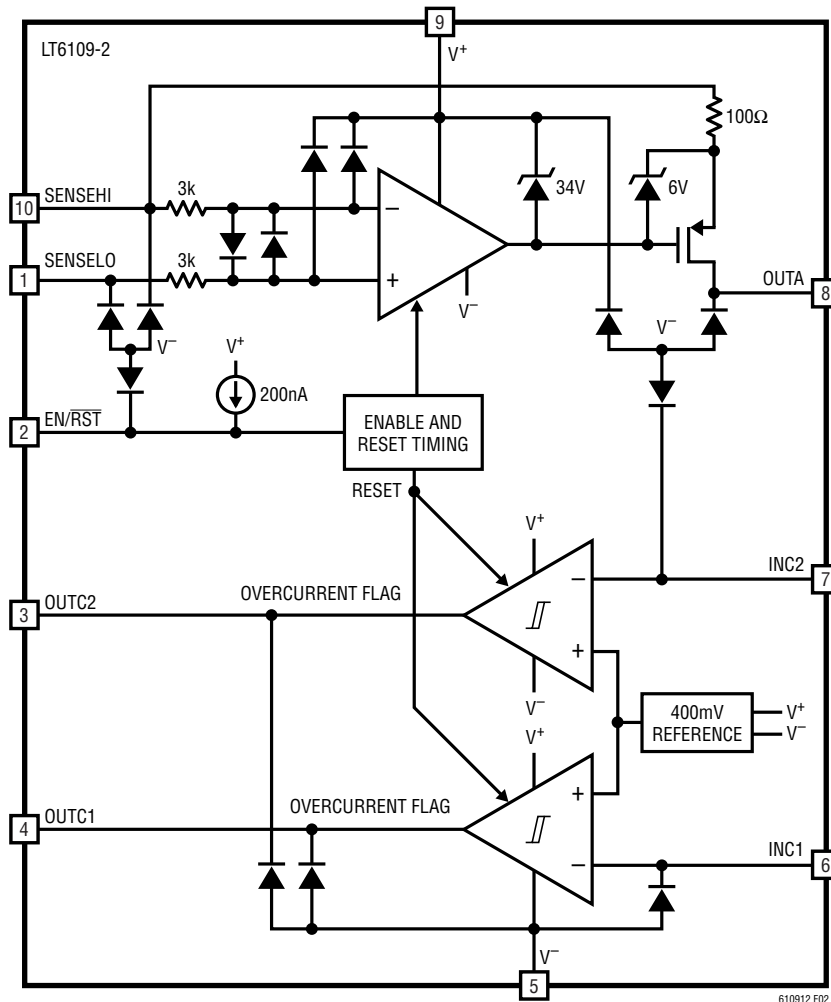 9
LT6109-2
V+
100Ω
3k
34V
6V
10 SENSEHI
−
SENSELO
1
3k
+
V−
OUTA
8
V−
V−
V+
200nA
EN/RST
2
ENABLE AND
RESET TIMING
RESET
V+
INC2
7
−
OVERCURRENT FLAG
OUTC2
3
+
V−
400mV
REFERENCE
V+
V−
V+
OVERCURRENT FLAG
OUTC1
4
+
−
INC1
6
V−
5
610912 F02